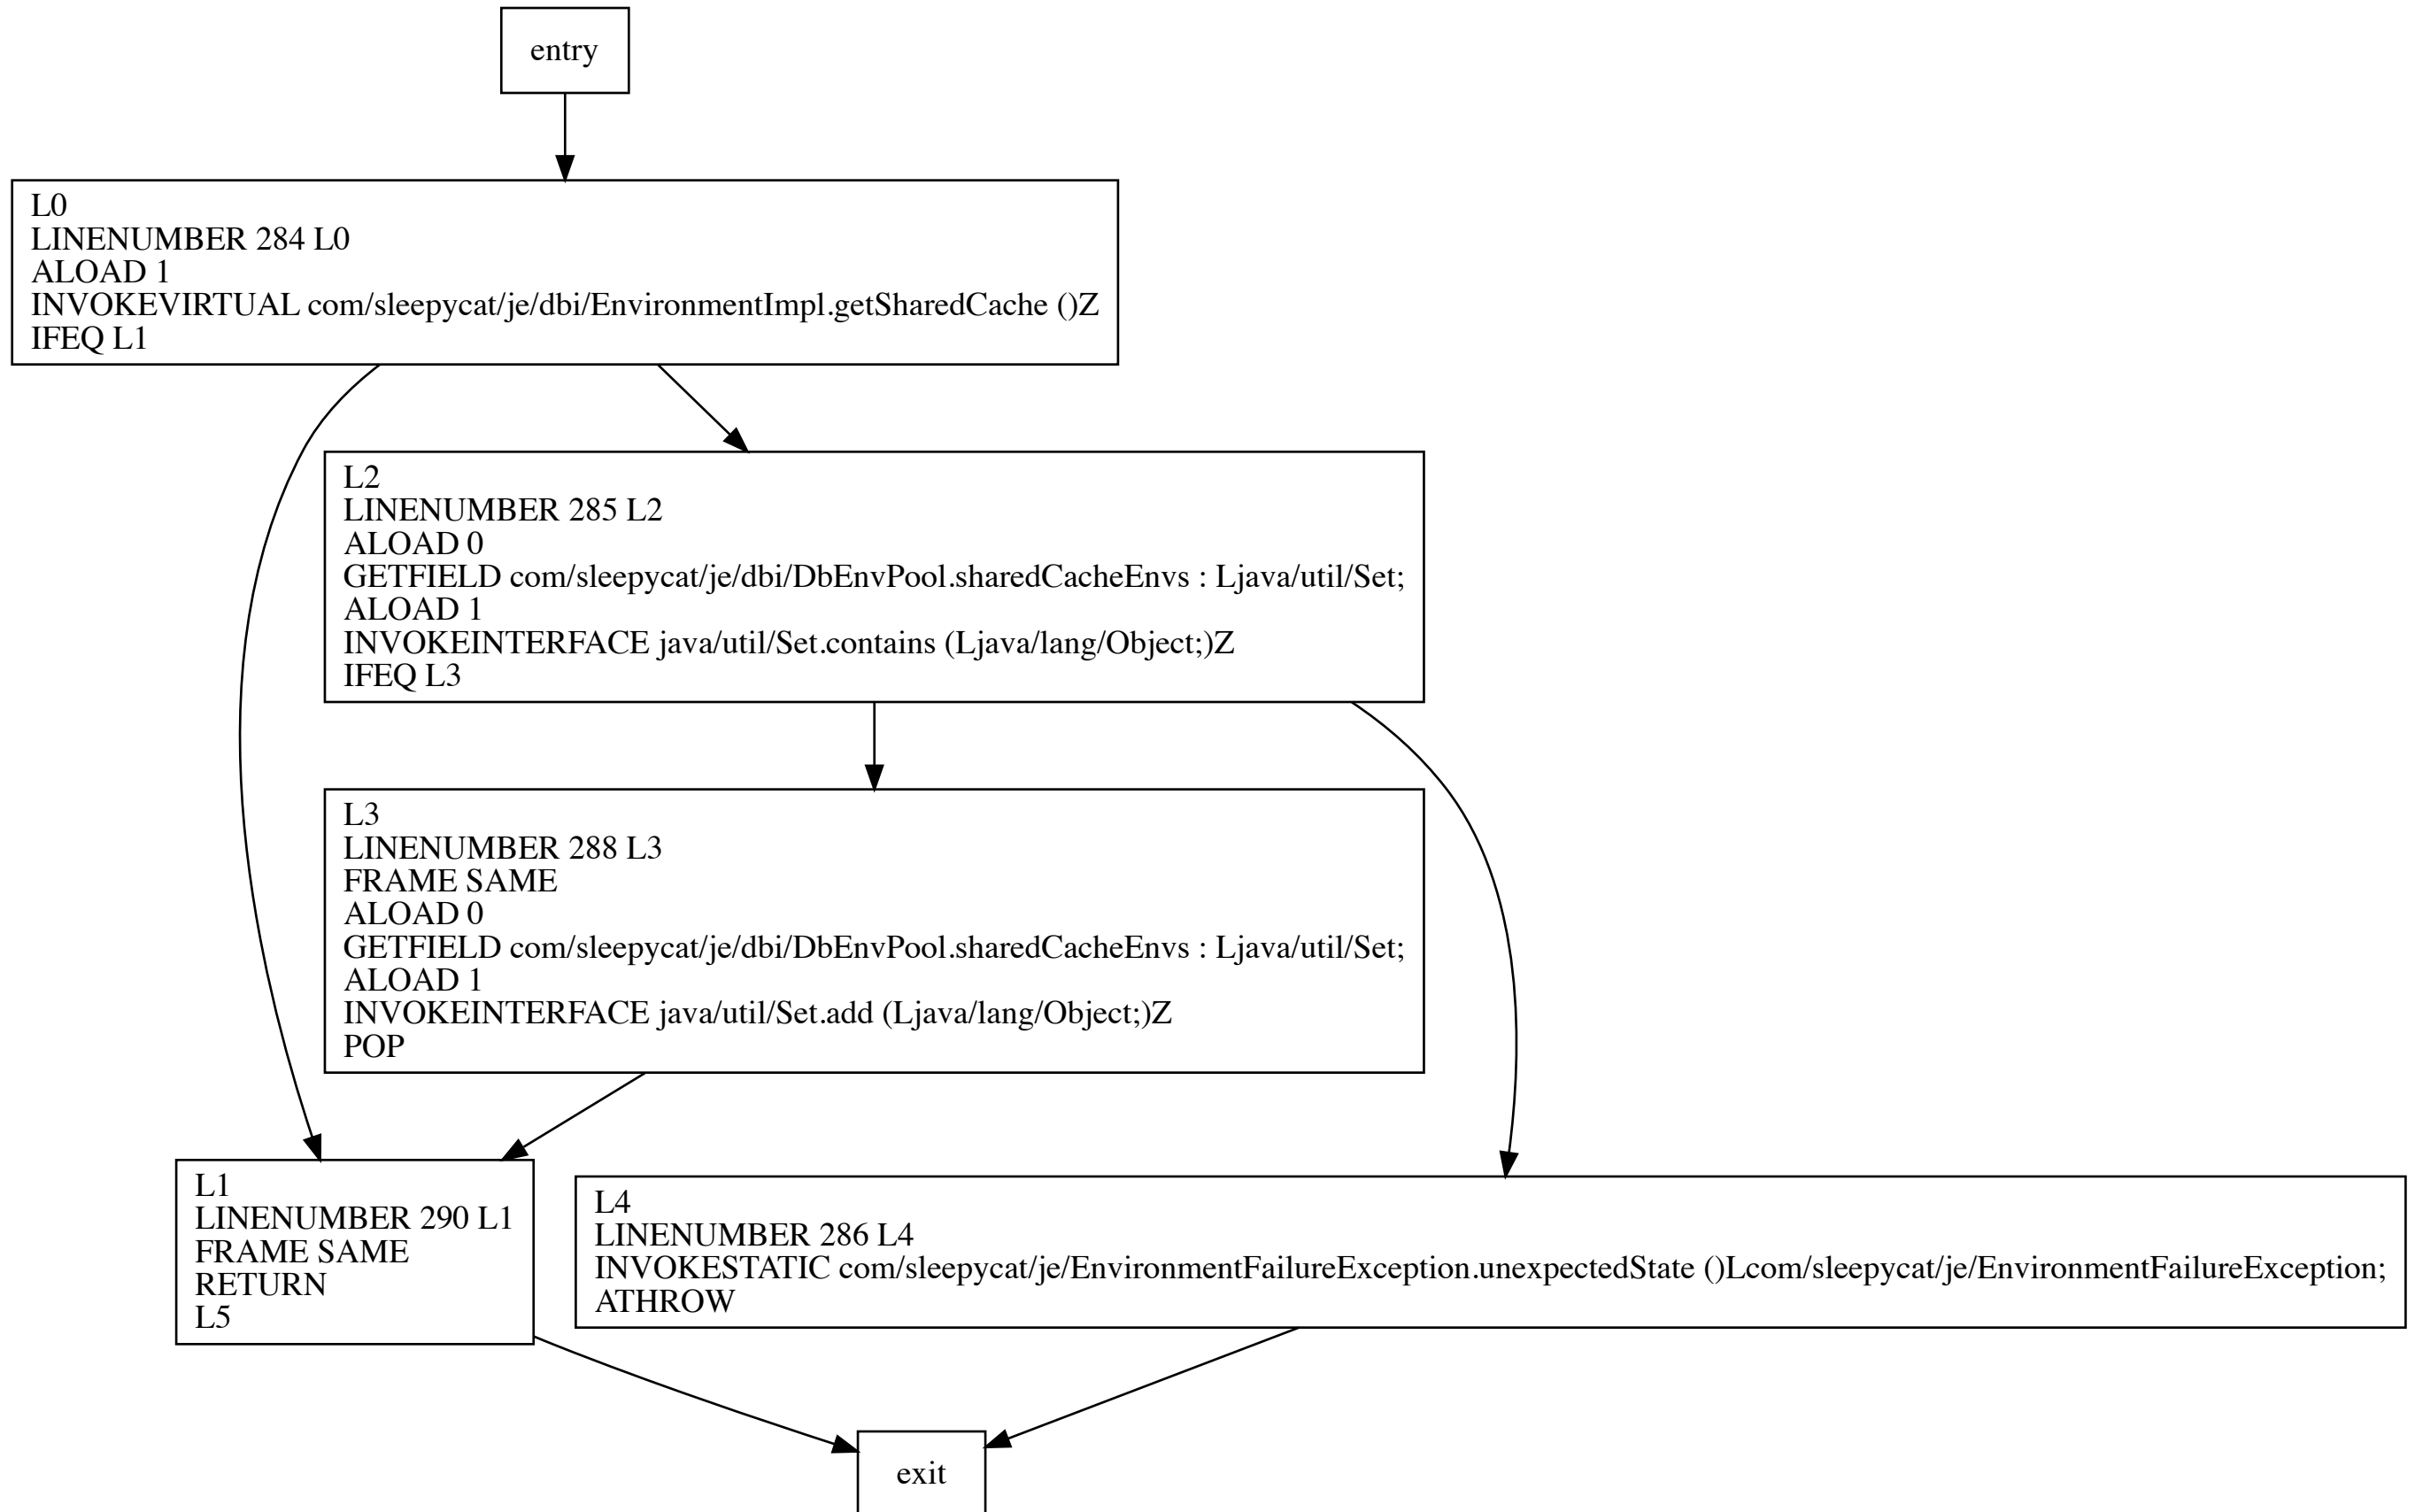 entry
L0
LINENUMBER 284 L0
ALOAD 1
INVOKEVIRTUAL com/sleepycat/je/dbi/EnvironmentImpl.getSharedCache ()Z
IFEQ L1
L2
LINENUMBER 285 L2
ALOAD 0
GETFIELD com/sleepycat/je/dbi/DbEnvPool.sharedCacheEnvs : Ljava/util/Set;
ALOAD 1
INVOKEINTERFACE java/util/Set.contains (Ljava/lang/Object;)Z
IFEQ L3
L3
LINENUMBER 288 L3
FRAME SAME
ALOAD 0
GETFIELD com/sleepycat/je/dbi/DbEnvPool.sharedCacheEnvs : Ljava/util/Set;
ALOAD 1
INVOKEINTERFACE java/util/Set.add (Ljava/lang/Object;)Z
POP
L1
LINENUMBER 290 L1
FRAME SAME
RETURN
L5
L4
LINENUMBER 286 L4
INVOKESTATIC com/sleepycat/je/EnvironmentFailureException.unexpectedState ()Lcom/sleepycat/je/EnvironmentFailureException;
ATHROW
exit